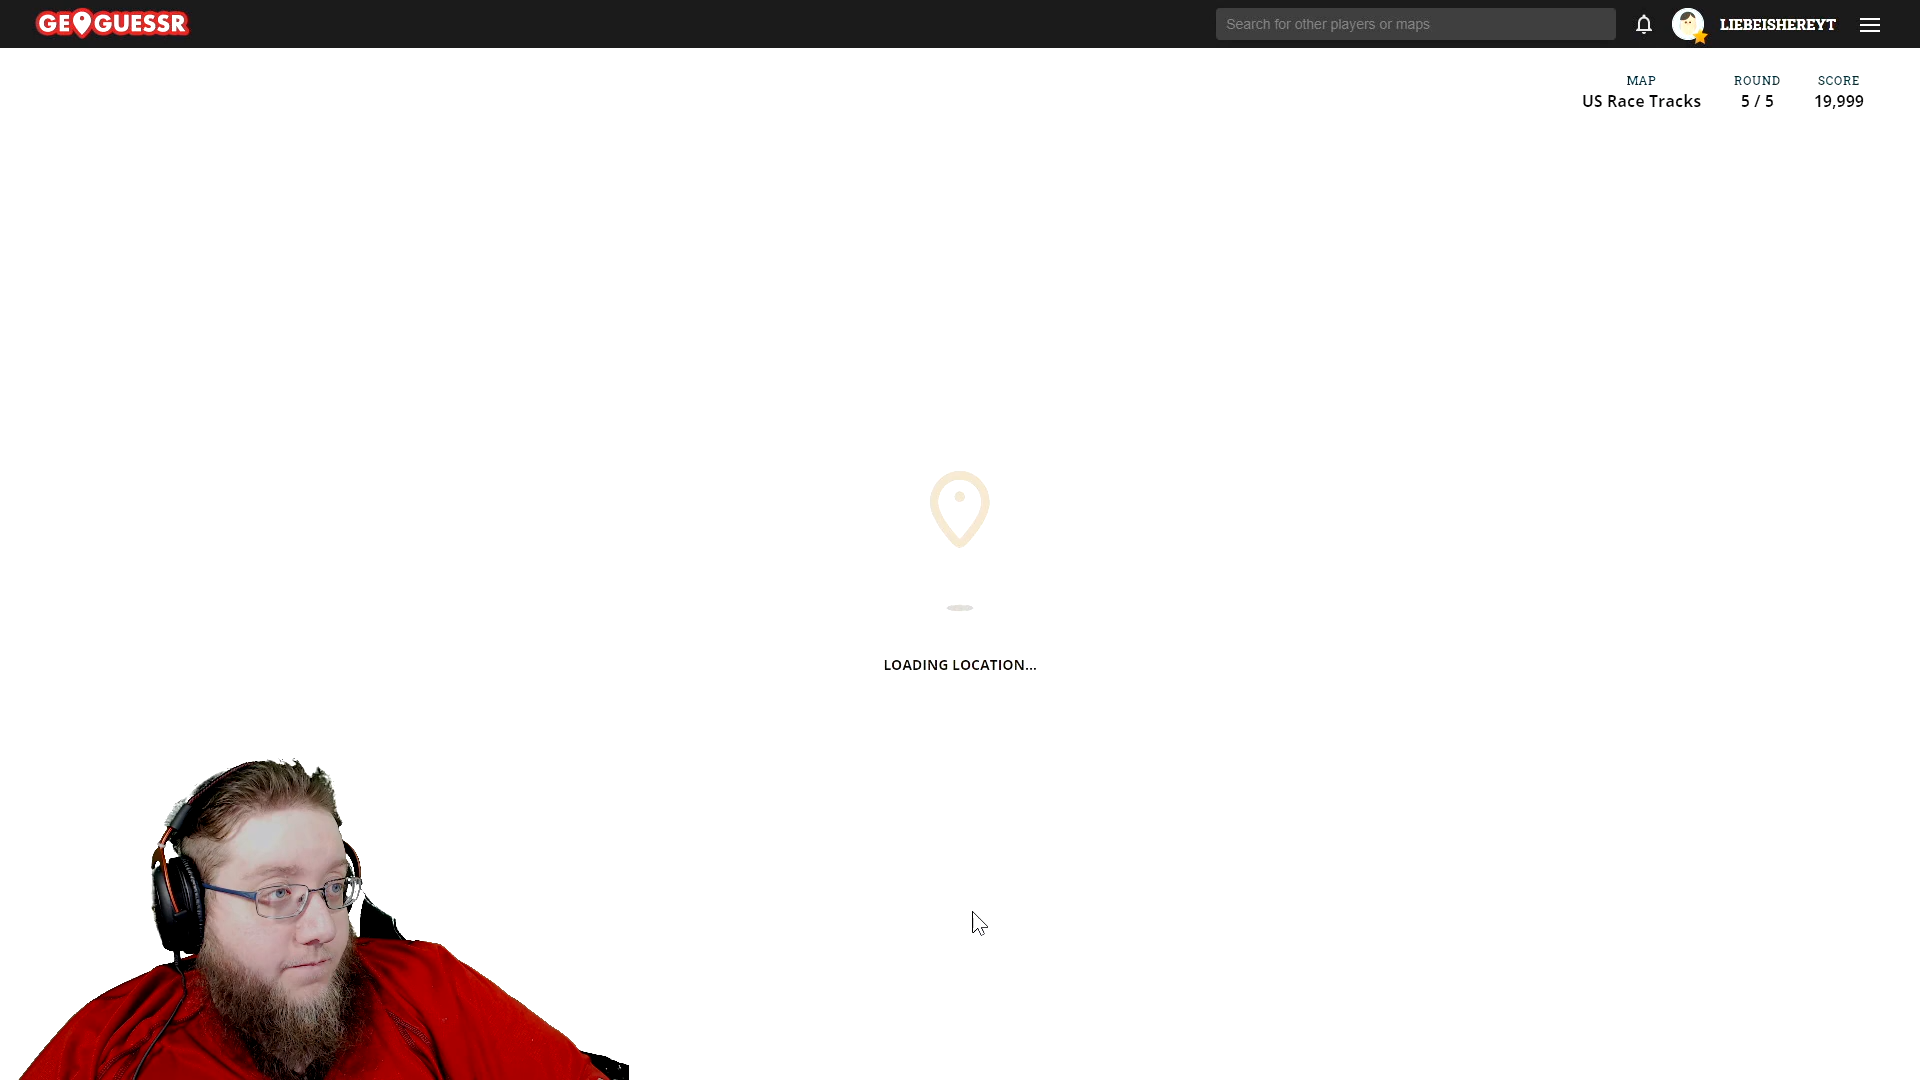 GEOGUESSR
Search for other players or maps
LIEBEISHEREYT
MAP
US Race Tracks
ROUND
5 / 5
SCORE
19,999
LOADING LOCATION...